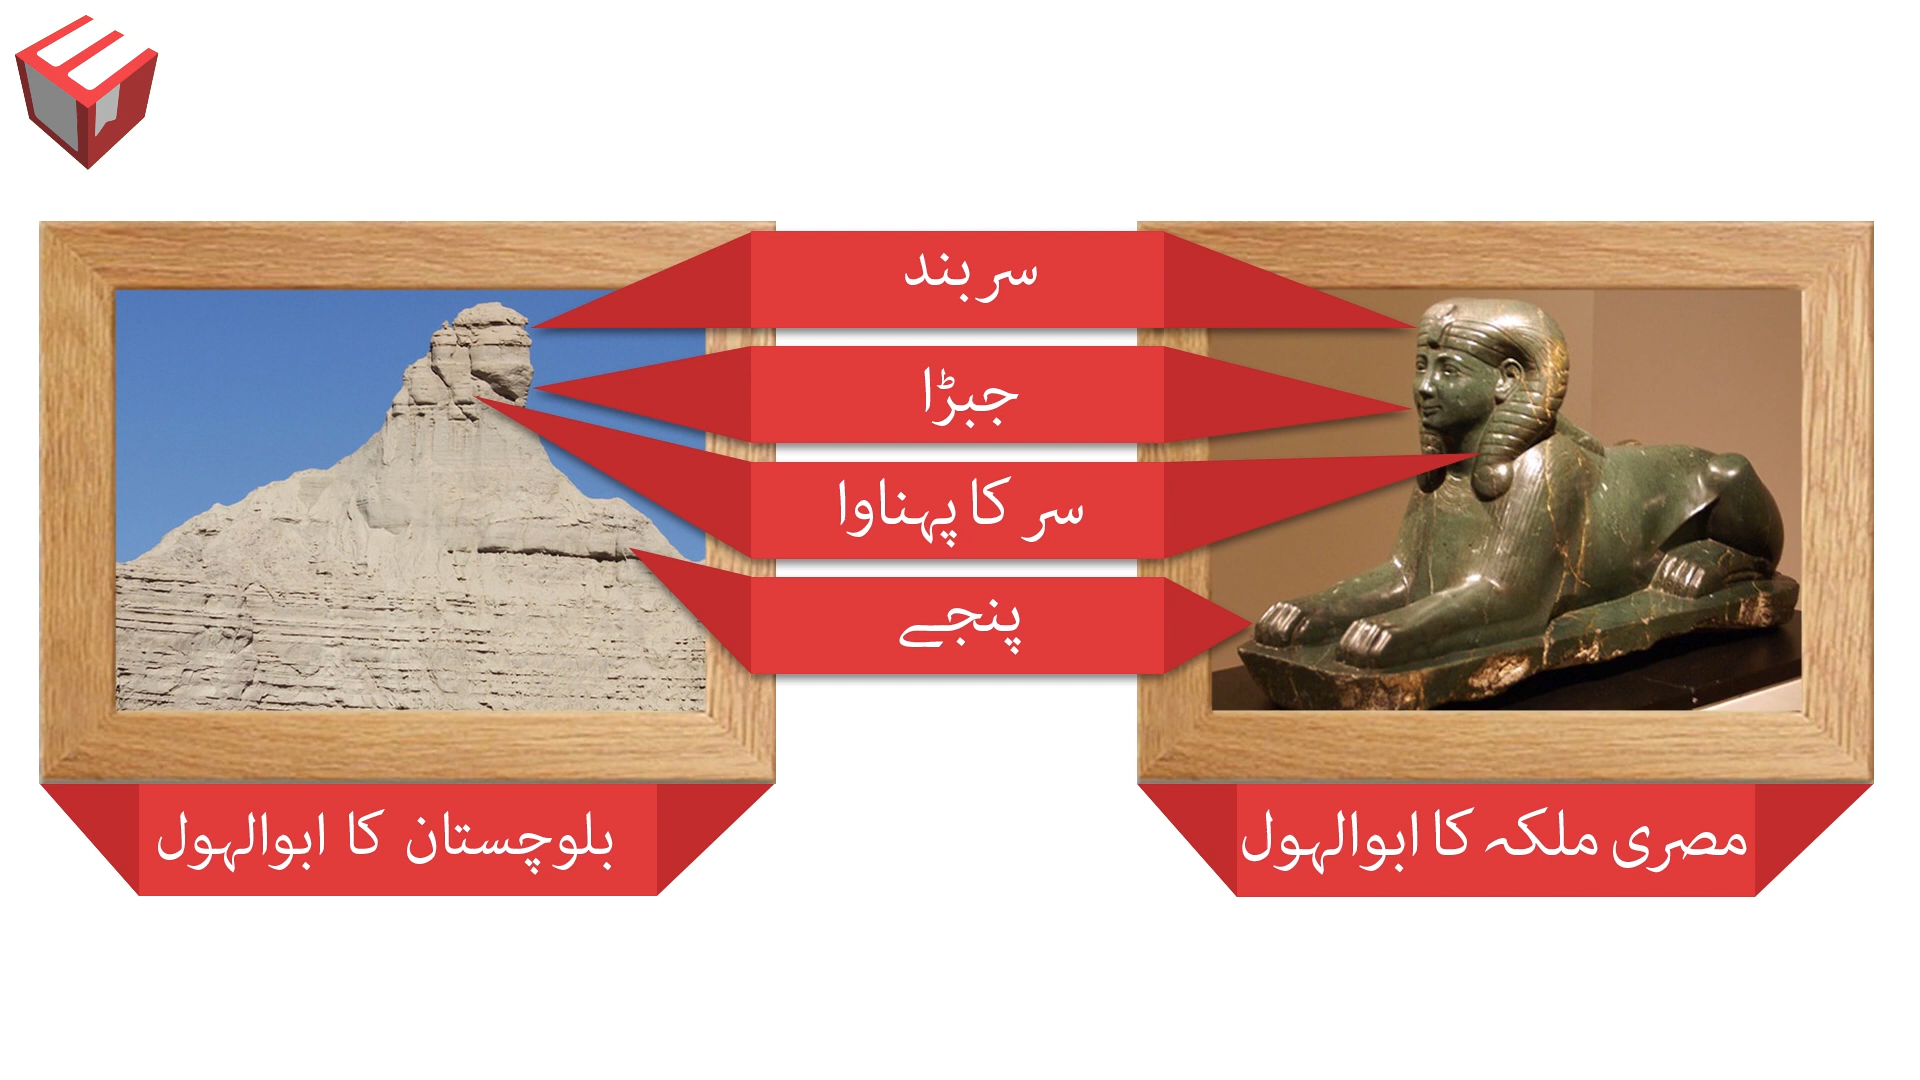 سر بند
جبڑا
سر کا پہناوا
پنجے
مصری ملکہ کا ابوالہول
بلوچستان کا ابوالہول